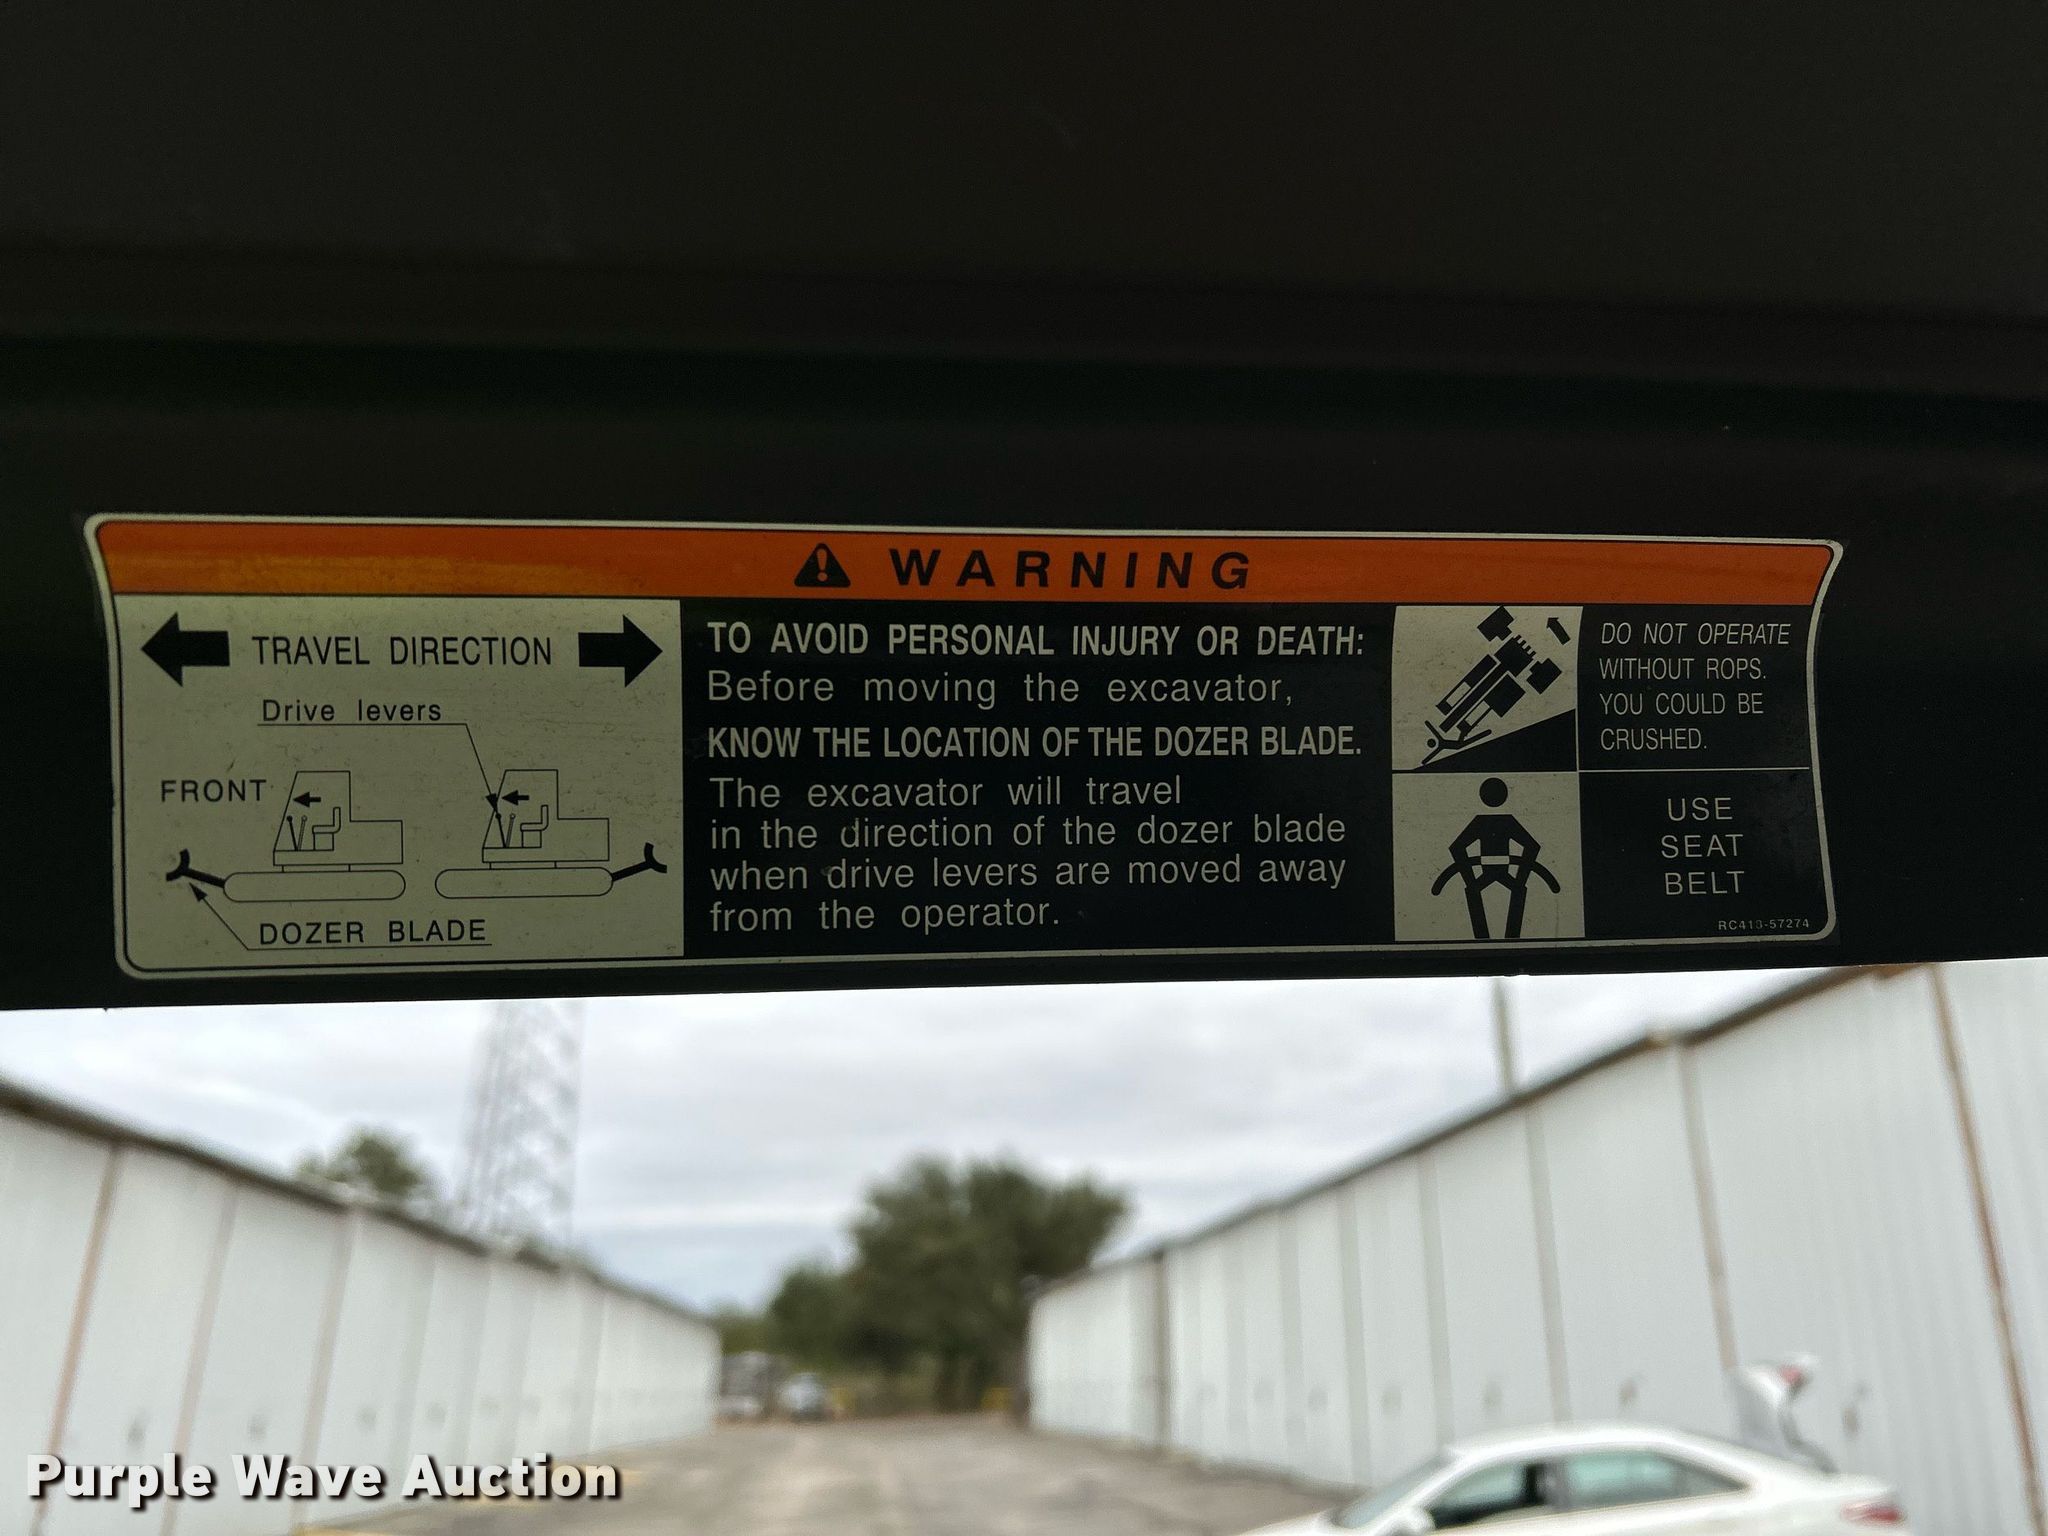 WARNING
TRAVEL DIRECTION
Drive levers
FRONT
DOZER BLADE
TO AVOID PERSONAL INJURY OR DEATH:
Before moving the excavator,
KNOW THE LOCATION OF THE DOZER BLADE.
The excavator will travel
in the direction of the dozer blade
when drive levers are moved away
from the operator.
DO NOT OPERATE
WITHOUT ROPS.
YOU COULD BE
CRUSHED.
USE
SEAT
BELT
RC418-57274
Purple Wave Auction